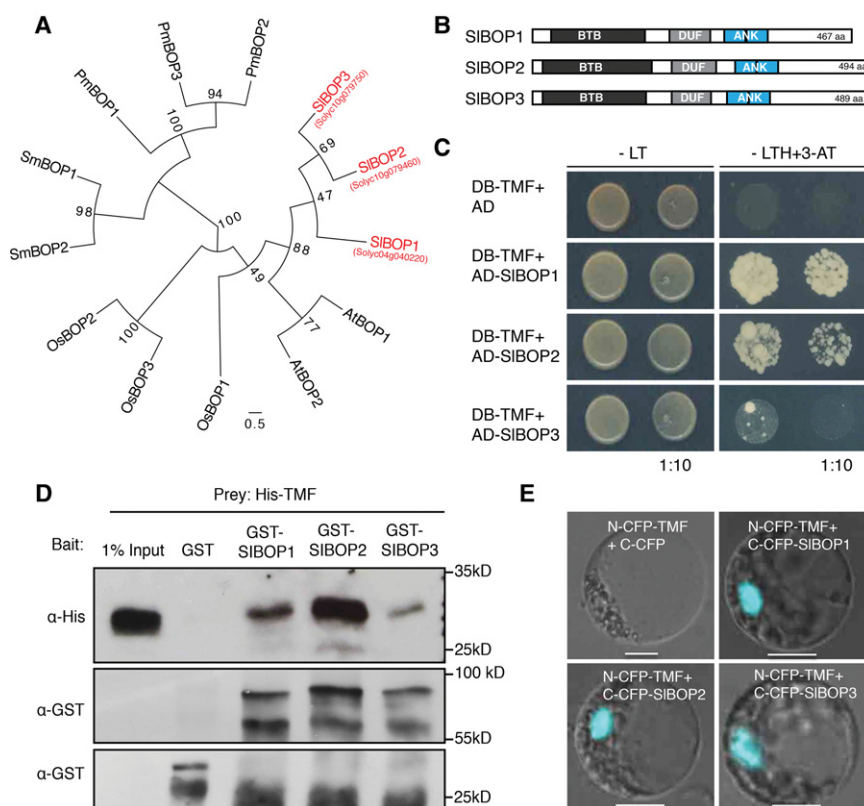 A
PmBOP1
PmBOP3
PmBOP2
94
100
SlBOP3
(Solyc10g079750)
69
SlBOP2
(Solyc10g079460)
47
SlBOP1
(Solyc04g040220)
SmBOP1
98
SmBOP2
100
88
49
OsBOP2
100
OsBOP3
OsBOP1
77
AtBOP1
AtBOP2
0.5
B
SlBOP1 BTB DUF ANK 467 aa
SlBOP2 BTB DUF ANK 494 aa
SlBOP3 BTB DUF ANK 489 aa
C
- LT - LTH+3-AT
DB-TMF+
AD
DB-TMF+
AD-SlBOP1
DB-TMF+
AD-SlBOP2
DB-TMF+
AD-SlBOP3
1:10 1:10
D
Prey: His-TMF
Bait: 1% Input GST GST-SlBOP1 GST-SlBOP2 GST-SlBOP3
35kD
α-His
25kD
100 kD
α-GST
55kD
α-GST
25kD
E
N-CFP-TMF
+ C-CFP
N-CFP-TMF+
C-CFP-SlBOP1
N-CFP-TMF+
C-CFP-SlBOP2
N-CFP-TMF+
C-CFP-SlBOP3